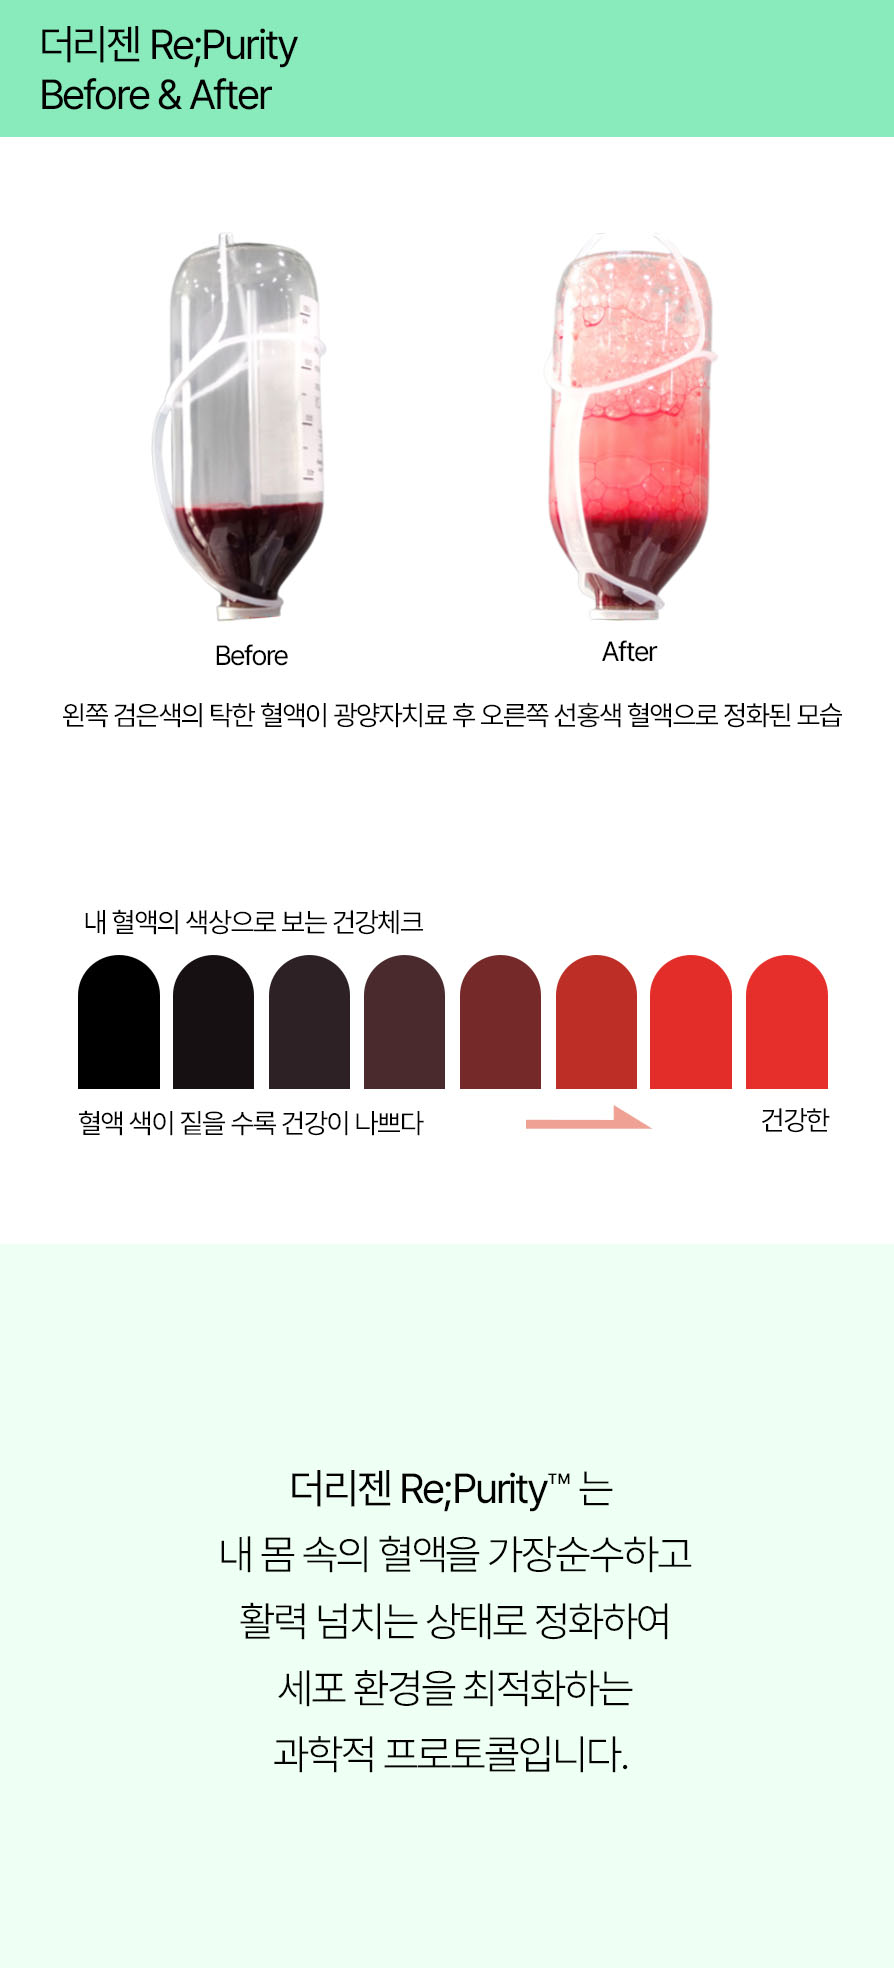 더리젠 Re;Purity
Before & After
Before
After
왼쪽 검은색의 탁한 혈액이 광양자치료 후 오른쪽 선홍색 혈액으로 정화된 모습
내 혈액의 색상으로 보는 건강체크
혈액 색이 짙을 수록 건강이 나쁘다
건강한
더리젠 Re;Purity™ 는
내 몸 속의 혈액을 가장순수하고
활력 넘치는 상태로 정화하여
세포 환경을 최적화하는
과학적 프로토콜입니다.